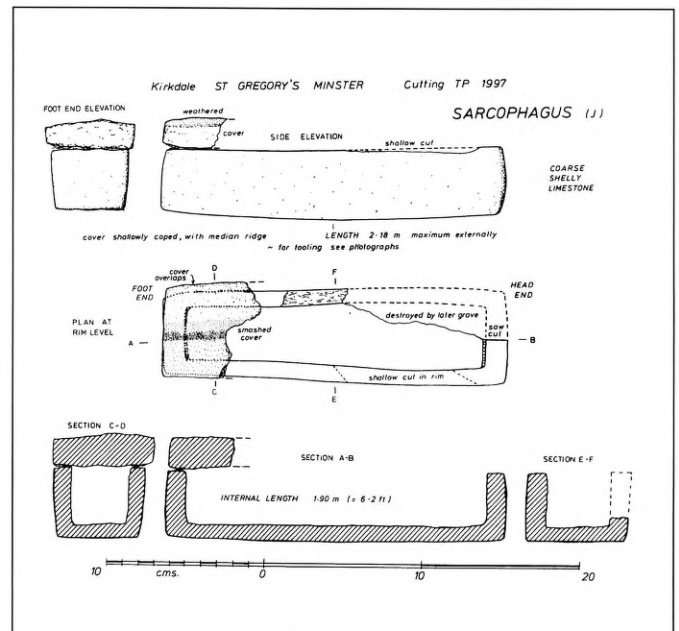 Kirkdale ST GREGORY'S MINSTER Cutting TP 1997
SARCOPHAGUS (J)
FOOT END ELEVATION
weathered
cover
SIDE ELEVATION
shallow cut
COARSE
SHELLY
LIMESTONE
cover shallowly coped, with median ridge
LENGTH 2·18 m maximum externally
~ for tooling see photographs
cover
overlaps
D
F
FOOT
END
HEAD
END
PLAN AT
RIM LEVEL
A
smashed
cover
destroyed by later grave
saw
cut
B
shallow cut in rim
C
E
SECTION C-D
SECTION A-B
SECTION E-F
INTERNAL LENGTH 1·90 m (= 6·2 ft)
10 cms. 0 10 20